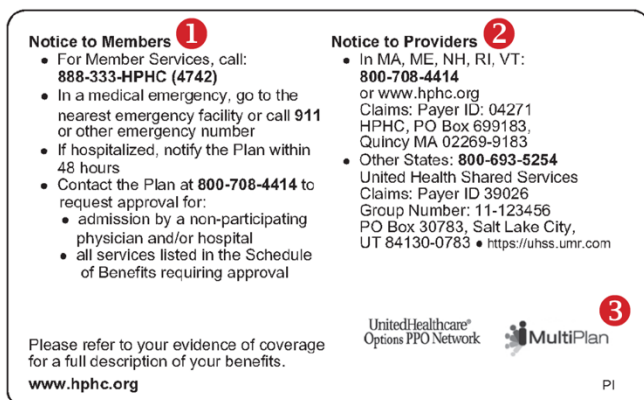 Notice to Members 1
• For Member Services, call:
888-333-HPHC (4742)
• In a medical emergency, go to the
nearest emergency facility or call 911
or other emergency number
• If hospitalized, notify the Plan within
48 hours
• Contact the Plan at 800-708-4414 to
request approval for:
• admission by a non-participating
physician and/or hospital
• all services listed in the Schedule
of Benefits requiring approval
Please refer to your evidence of coverage
for a full description of your benefits.
www.hphc.org
Notice to Providers 2
• In MA, ME, NH, RI, VT:
800-708-4414
or www.hphc.org
Claims: Payer ID: 04271
HPHC, PO Box 699183,
Quincy MA 02269-9183
• Other States: 800-693-5254
United Health Shared Services
Claims: Payer ID 39026
Group Number: 11-123456
PO Box 30783, Salt Lake City,
UT 84130-0783 • https://uhss.umr.com
3
UnitedHealthcare®
Options PPO Network
MultiPlan
PI